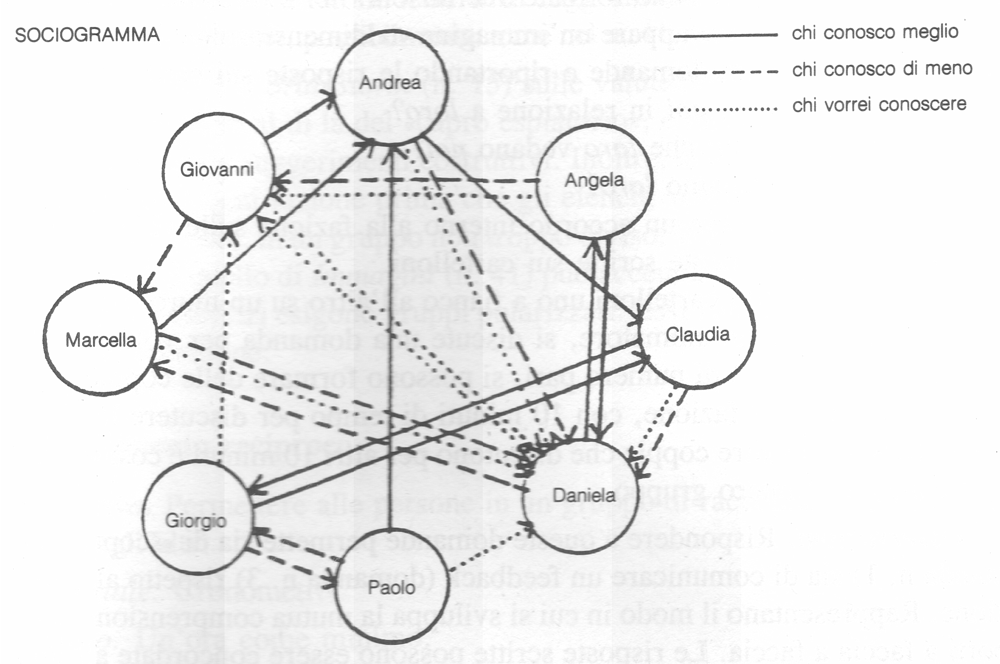 SOCIOGRAMMA
chi conosco meglio
chi conosco di meno
chi vorrei conoscere
Andrea
Giovanni
Angela
Marcella
Claudia
Daniela
Giorgio
Paolo